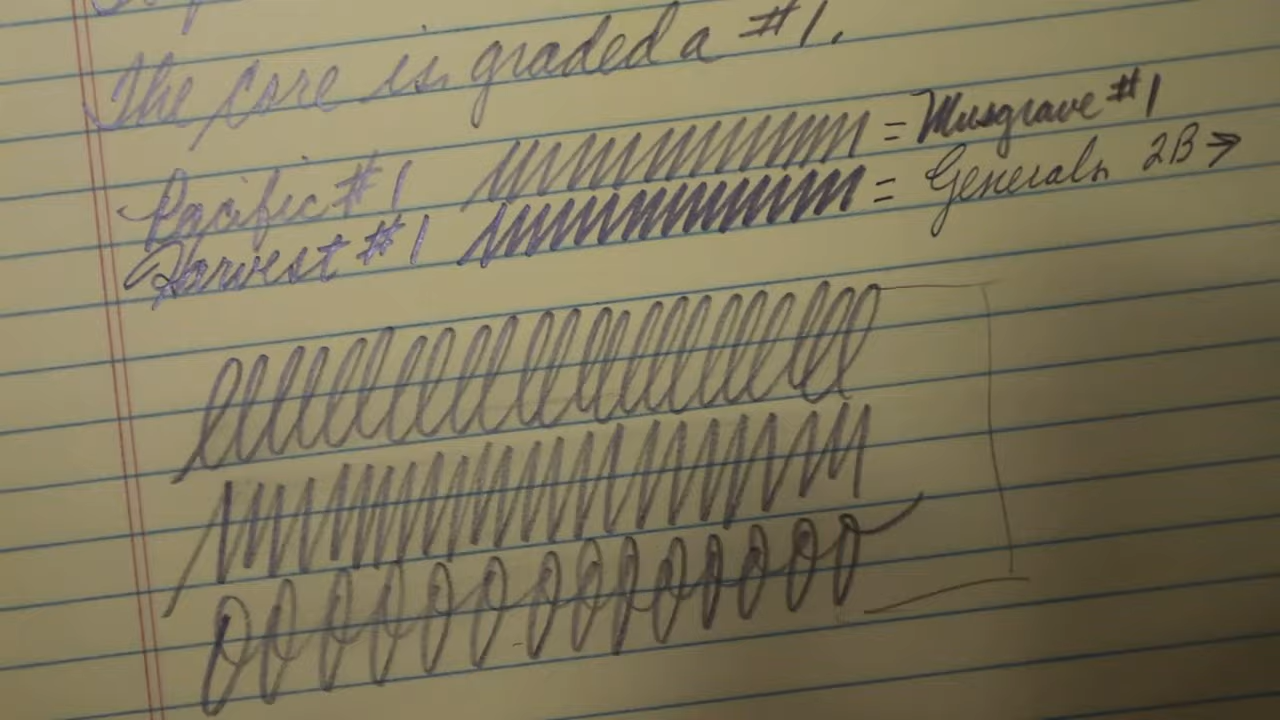 The core is graded a #1.
Pacific #1 = Musgrave #1
Harvest #1 = Generals 2B →